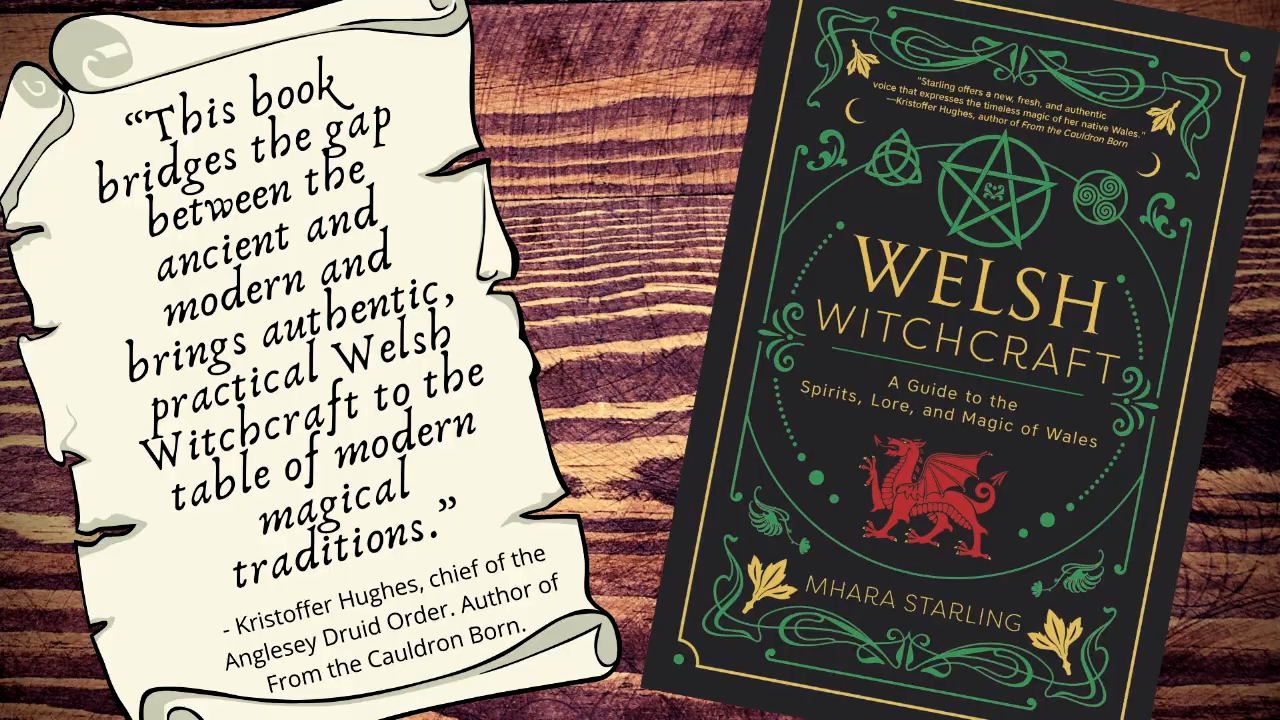 “This book
bridges the gap
between the
ancient and
modern and
brings authentic,
practical Welsh
Witchcraft to the
table of modern
magical
traditions.”
- Kristoffer Hughes, chief of the
Anglesey Druid Order. Author of
From the Cauldron Born.
"Starling offers a new, fresh, and authentic
voice that expresses the timeless magic of her native Wales."
—Kristoffer Hughes, author of From the Cauldron Born
WELSH
WITCHCRAFT
A Guide to the
Spirits, Lore, and Magic of Wales
MHARA STARLING